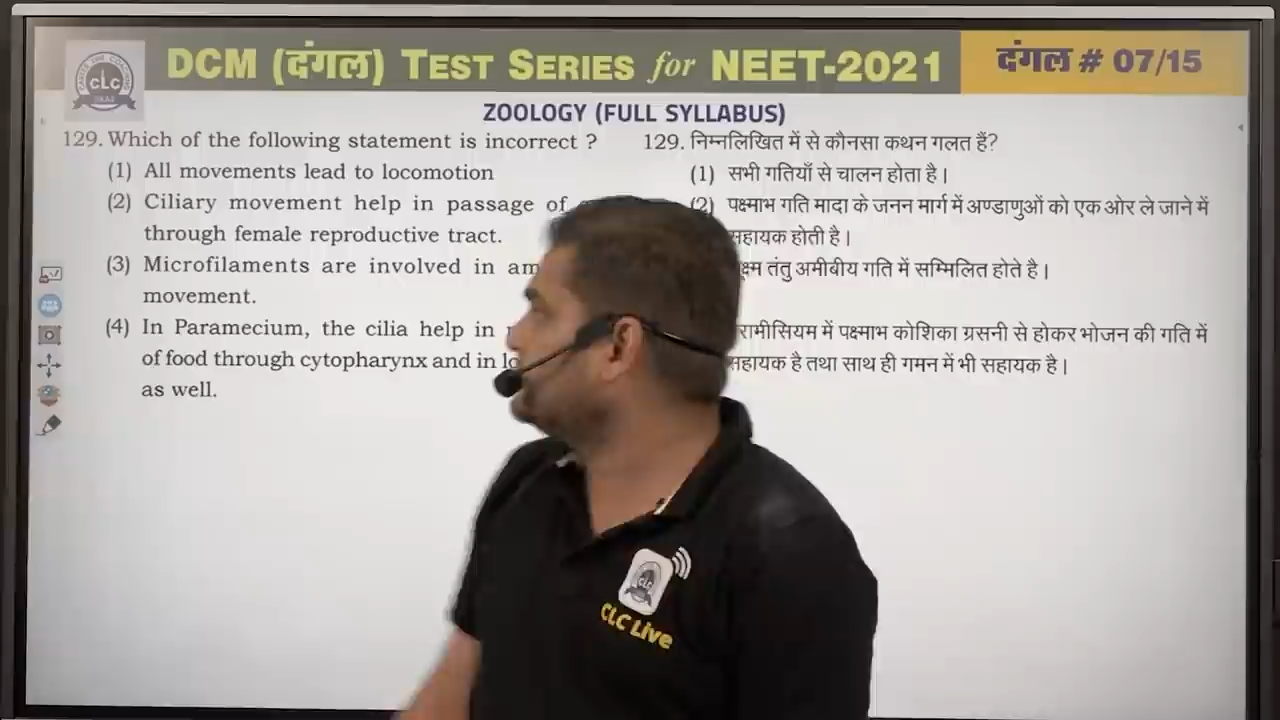 DCM (दंगल) TEST SERIES for NEET-2021
दंगल # 07/15
CLC
ZOOLOGY (FULL SYLLABUS)
129. Which of the following statement is incorrect ?
(1) All movements lead to locomotion
(2) Ciliary movement help in passage of
through female reproductive tract.
(3) Microfilaments are involved in
movement.
(4) In Paramecium, the cilia help in
of food through cytopharynx and in
as well.
129. निम्नलिखित में से कौनसा कथन गलत हैं?
(1) सभी गतियाँ से चालन होता है।
(2) पक्ष्माभ गति मादा के जनन मार्ग में अण्डाणुओं को एक ओर ले जाने में
सहायक होती है।
तंतु अमीबीय गति में सम्मिलित होते है।
में पक्ष्माभ कोशिका ग्रसनी से होकर भोजन की गति में
सहायक है तथा साथ ही गमन में भी सहायक है।
CLC
CLC Live